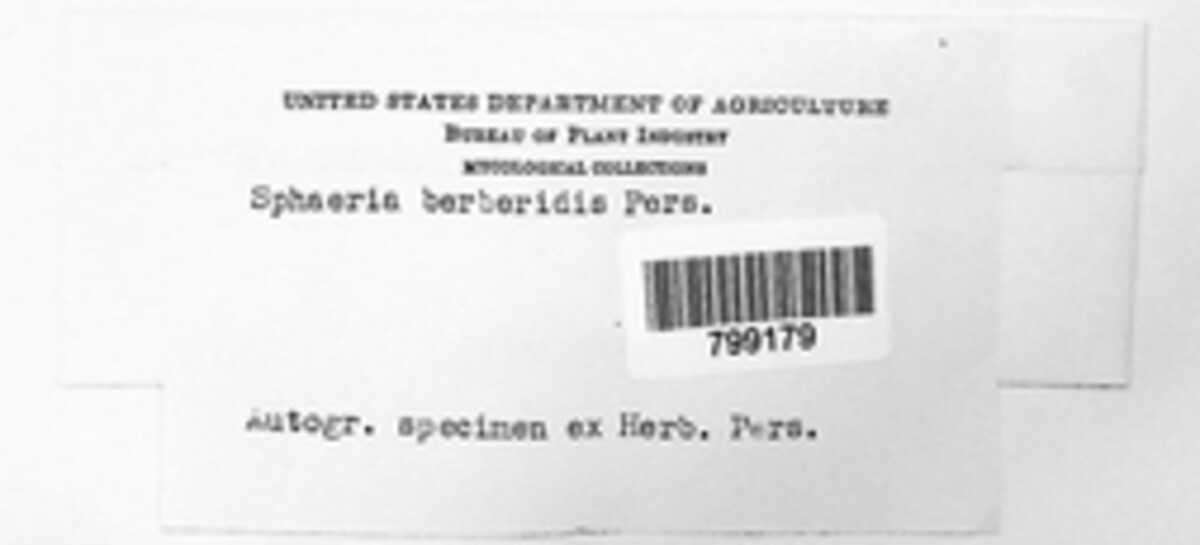 UNITED STATES DEPARTMENT OF AGRICULTURE
BUREAU OF PLANT INDUSTRY
MYCOLOGICAL COLLECTIONS
Sphaeria berberidis Pers.
799179
Autogr. specimen ex Herb. Pers.